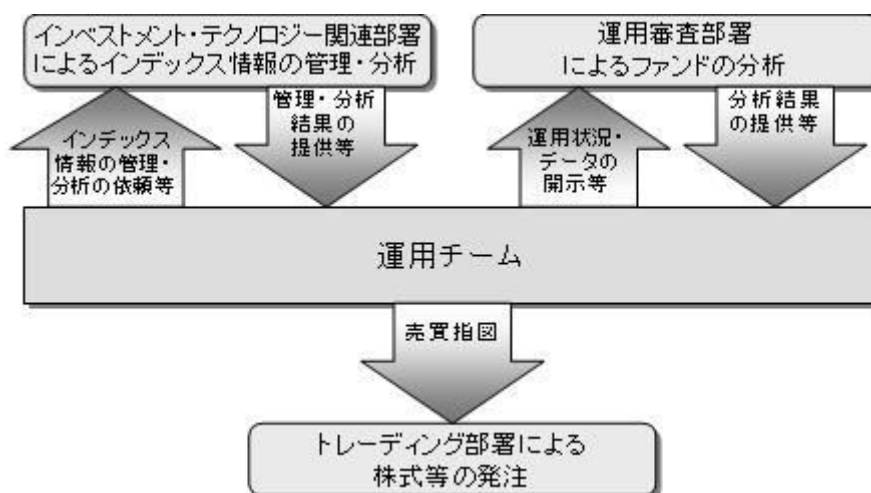 インベストメント・テクノロジー関連部署
によるインデックス情報の管理・分析
運用審査部署
によるファンドの分析
インデックス
情報の管理・
分析の依頼等
管理・分析
結果の
提供等
運用状況・
データの
開示等
分析結果
の提供等
運用チーム
売買指図
トレーディング部署による
株式等の発注